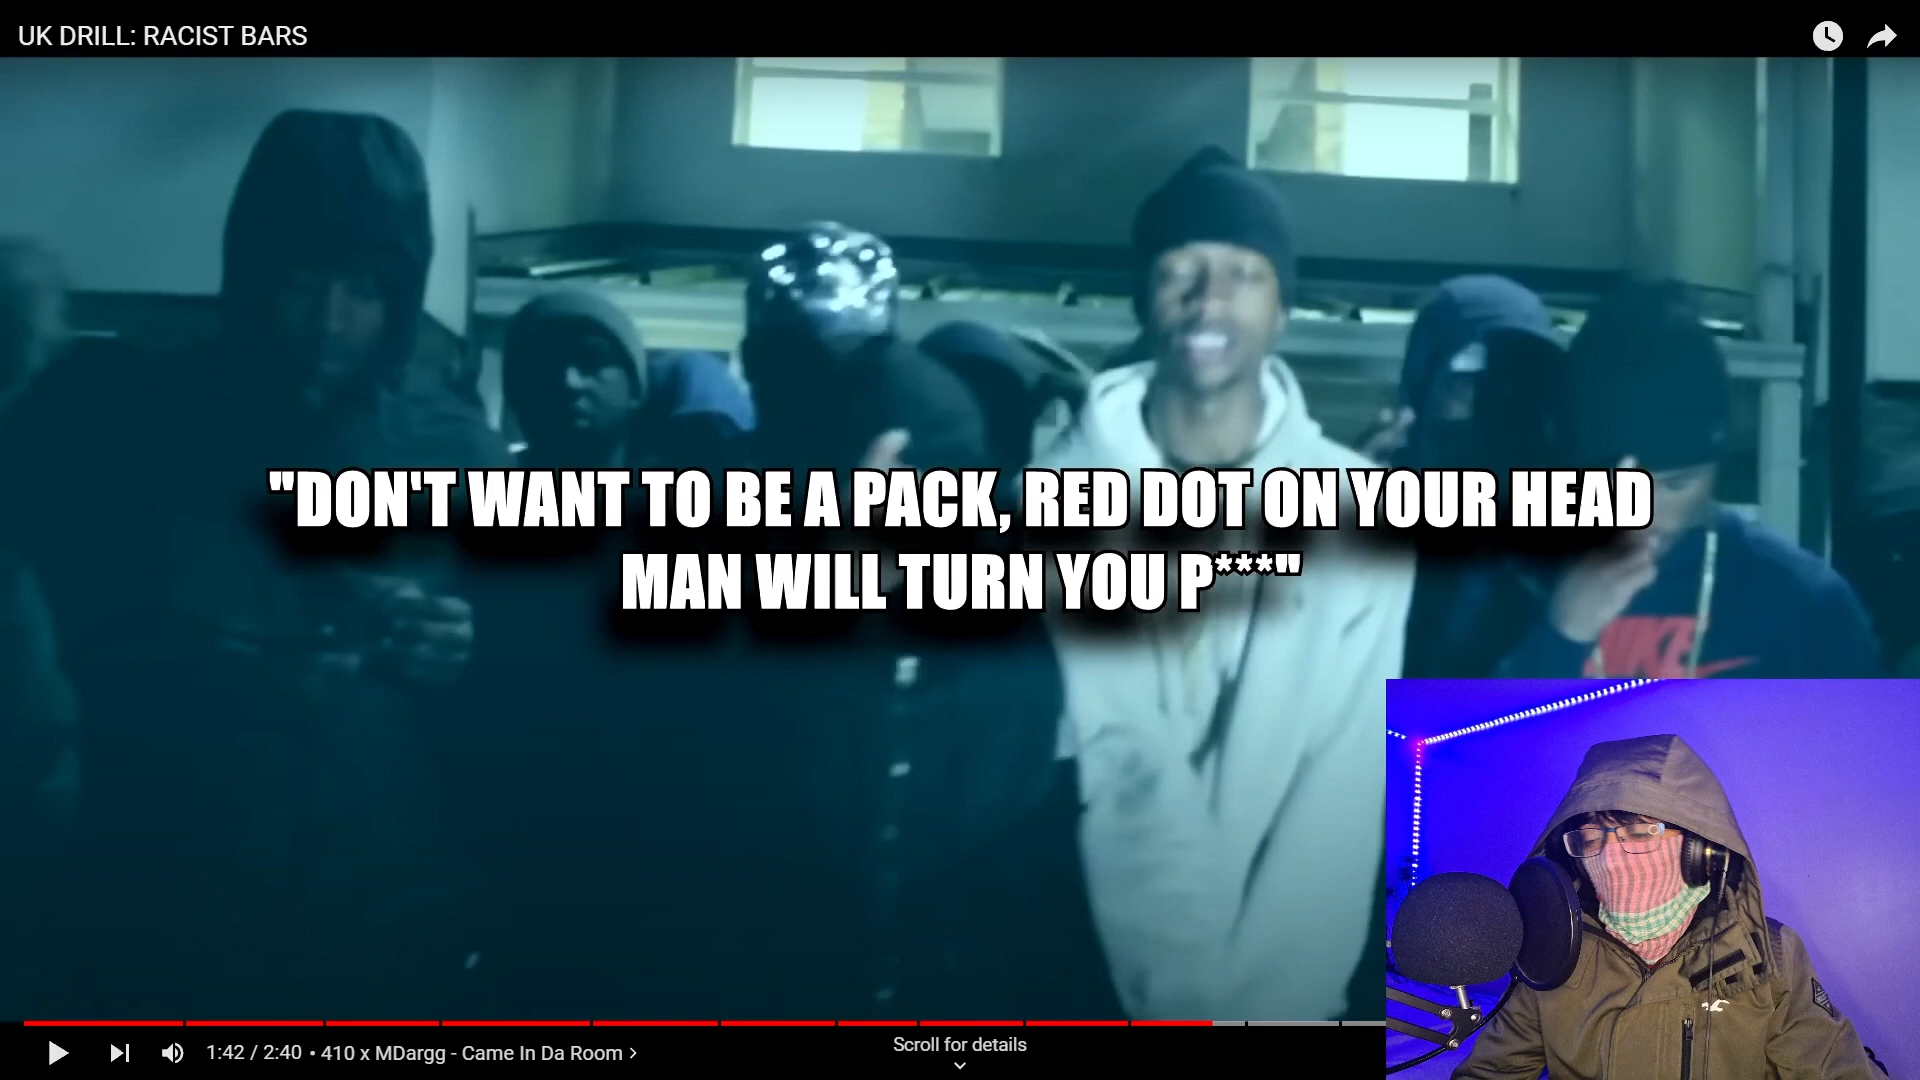 UK DRILL: RACIST BARS
"DON'T WANT TO BE A PACK, RED DOT ON YOUR HEAD
MAN WILL TURN YOU P***"
NIKE
1:42 / 2:40 • 410 x MDargg - Came In Da Room
Scroll for details